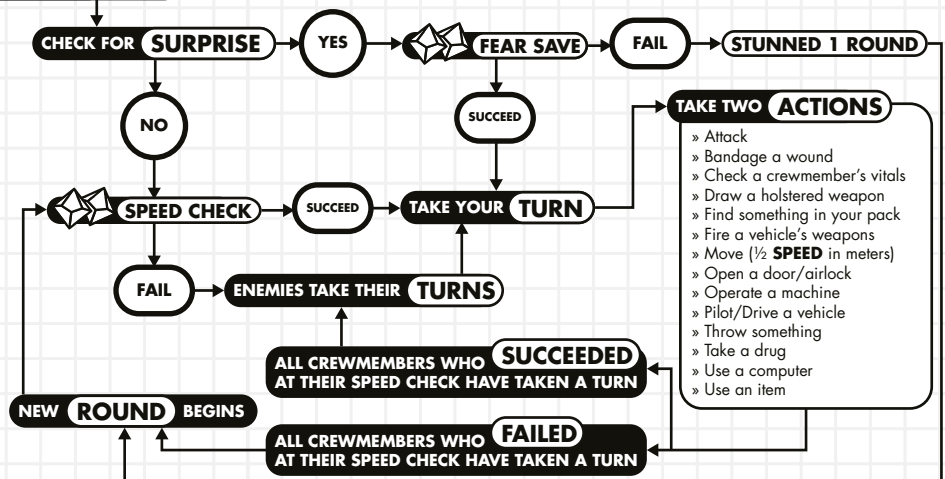 CHECK FOR SURPRISE
YES
FEAR SAVE
FAIL
STUNNED 1 ROUND
NO
SUCCEED
TAKE TWO ACTIONS
» Attack
» Bandage a wound
» Check a crewmember's vitals
» Draw a holstered weapon
» Find something in your pack
» Fire a vehicle's weapons
» Move (½ SPEED in meters)
» Open a door/airlock
» Operate a machine
» Pilot/Drive a vehicle
» Throw something
» Take a drug
» Use a computer
» Use an item
SPEED CHECK
SUCCEED
TAKE YOUR TURN
FAIL
ENEMIES TAKE THEIR TURNS
ALL CREWMEMBERS WHO SUCCEEDED
AT THEIR SPEED CHECK HAVE TAKEN A TURN
NEW ROUND BEGINS
ALL CREWMEMBERS WHO FAILED
AT THEIR SPEED CHECK HAVE TAKEN A TURN